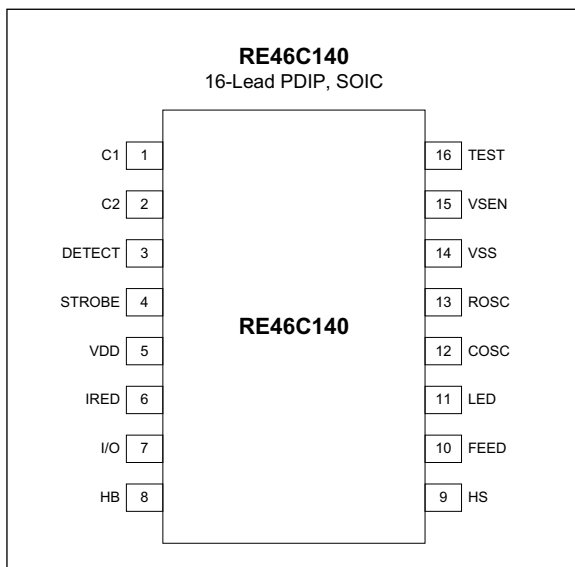 RE46C140
16-Lead PDIP, SOIC
C1 1
16 TEST
C2 2
15 VSEN
DETECT 3
14 VSS
STROBE 4
13 ROSC
RE46C140
VDD 5
12 COSC
IRED 6
11 LED
I/O 7
10 FEED
HB 8
9 HS